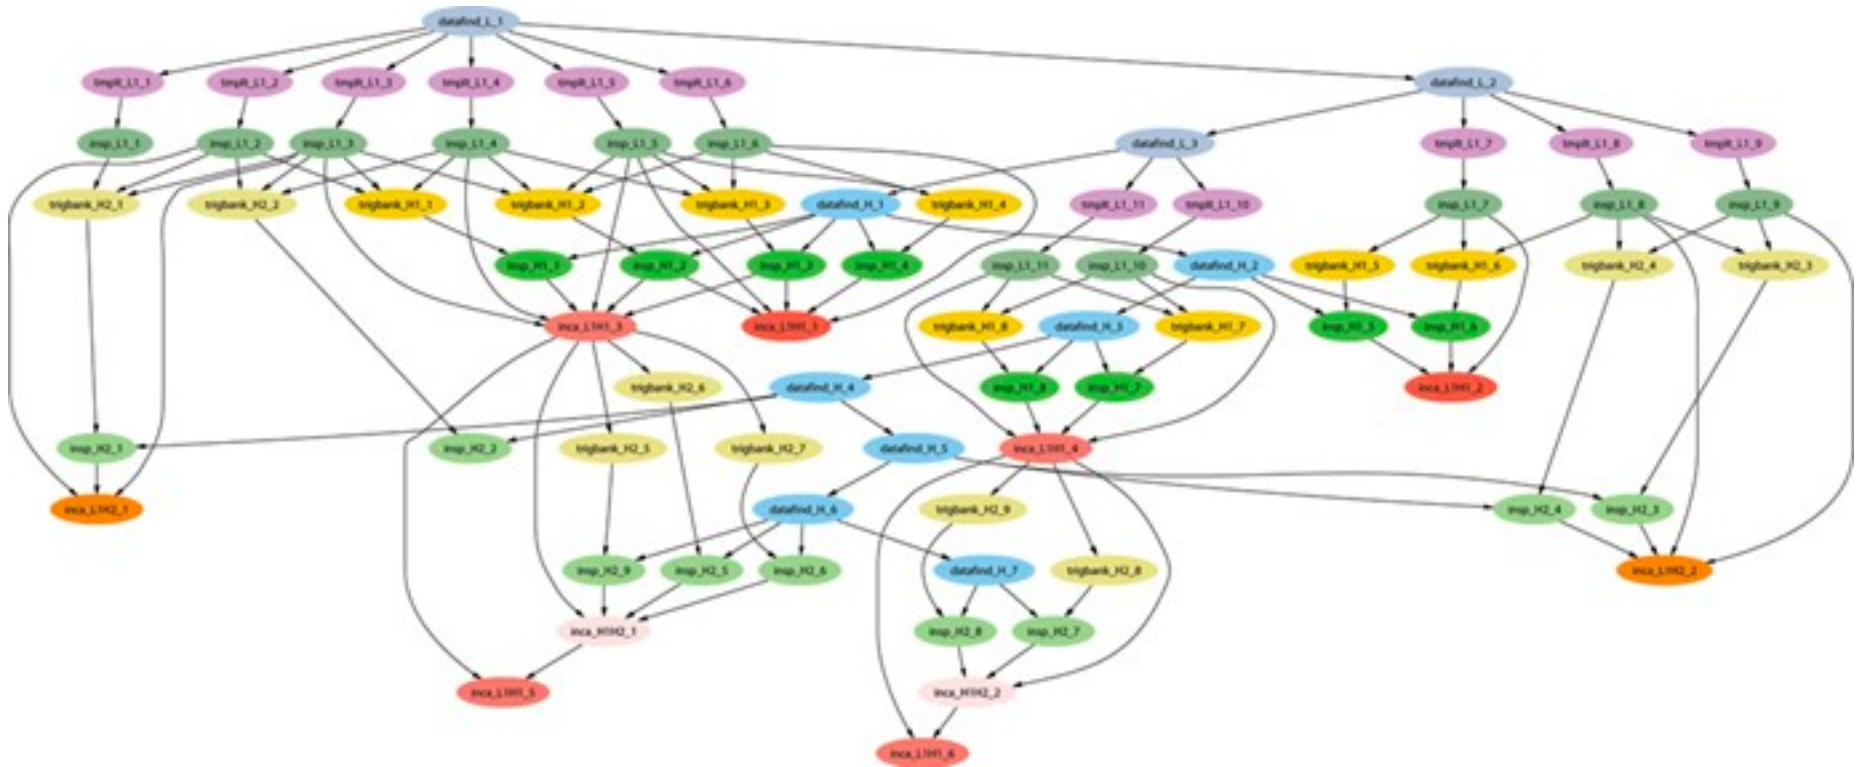 datafind_L_1
tmplt_L1_1 tmplt_L1_2 tmplt_L1_3 tmplt_L1_4 tmplt_L1_5 tmplt_L1_6 datafind_L_2
insp_L1_1 insp_L1_2 insp_L1_3 insp_L1_4 insp_L1_5 insp_L1_6 datafind_L_3 tmplt_L1_7 tmplt_L1_8 tmplt_L1_9
trigbank_H2_1 trigbank_H2_2 trigbank_H1_1 trigbank_H1_2 trigbank_H1_3 datafind_H_1 trigbank_H1_4 tmplt_L1_11 tmplt_L1_10 insp_L1_7 insp_L1_8 insp_L1_9
insp_H1_1 insp_H1_2 insp_H1_3 insp_H1_4 insp_L1_11 insp_L1_10 datafind_H_2 trigbank_H1_5 trigbank_H1_6 trigbank_H2_4 trigbank_H2_3
inca_L1H1_3 inca_L1H1_1 trigbank_H1_8 datafind_H_3 trigbank_H1_7 insp_H1_5 insp_H1_6
trigbank_H2_6 datafind_H_4 insp_H1_8 insp_H1_7 inca_L1H1_2
insp_H2_1 insp_H2_2 trigbank_H2_5 trigbank_H2_7 datafind_H_5 inca_L1H1_4
inca_L1H2_1 datafind_H_6 trigbank_H2_9 insp_H2_4 insp_H2_3
insp_H2_9 insp_H2_5 insp_H2_6 datafind_H_7 trigbank_H2_8 inca_L1H2_2
inca_H1H2_1 insp_H2_8 insp_H2_7
inca_L1H1_5 inca_H1H2_2
inca_L1H1_6